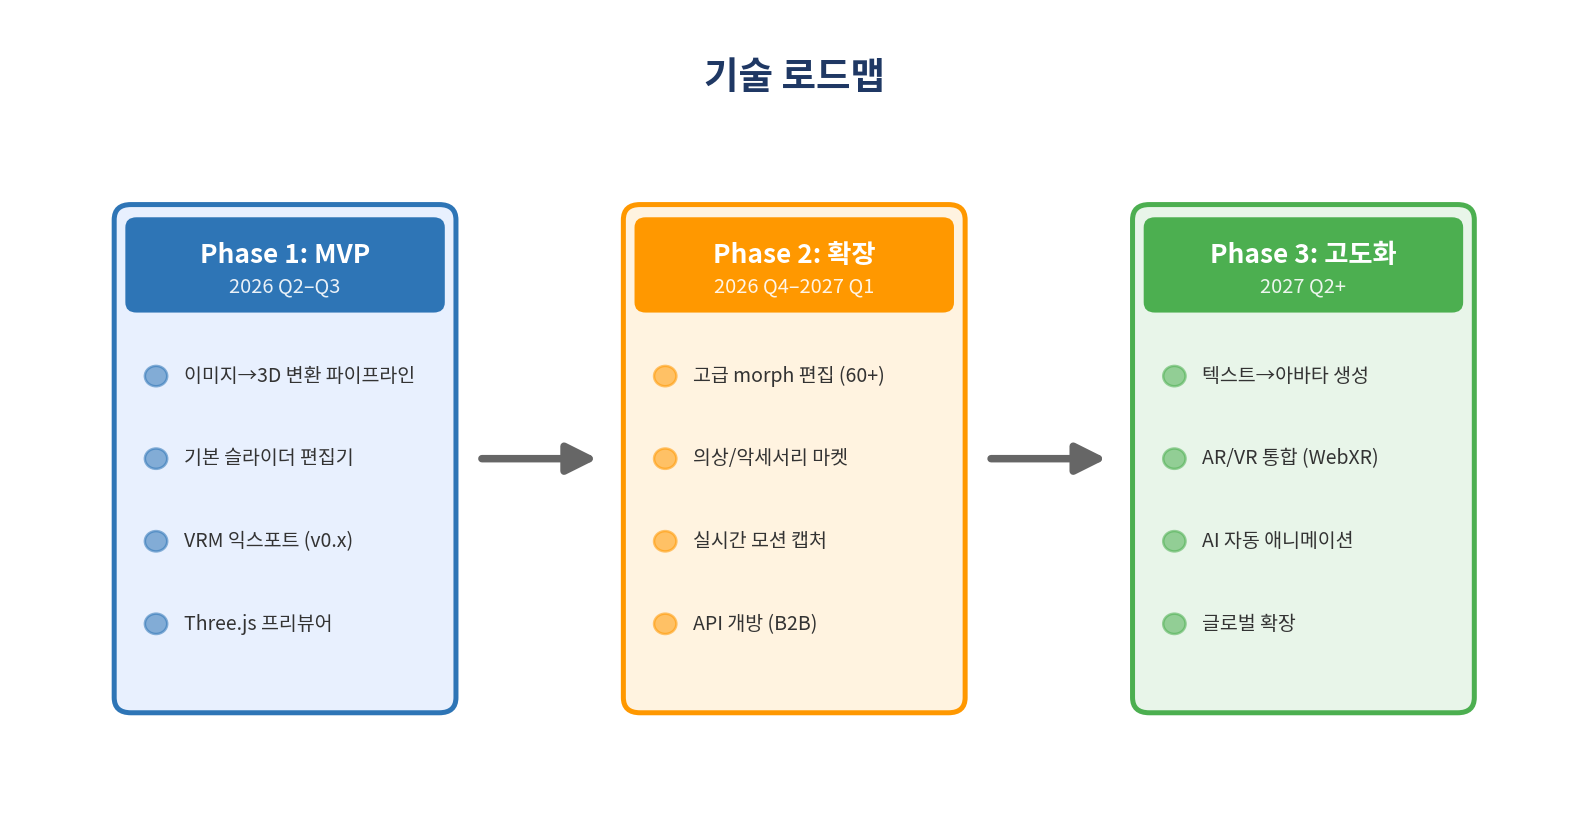 기술 로드맵
Phase 1: MVP
2026 Q2–Q3
이미지→3D 변환 파이프라인
기본 슬라이더 편집기
VRM 익스포트 (v0.x)
Three.js 프리뷰어
Phase 2: 확장
2026 Q4–2027 Q1
고급 morph 편집 (60+)
의상/악세서리 마켓
실시간 모션 캡처
API 개방 (B2B)
Phase 3: 고도화
2027 Q2+
텍스트→아바타 생성
AR/VR 통합 (WebXR)
AI 자동 애니메이션
글로벌 확장